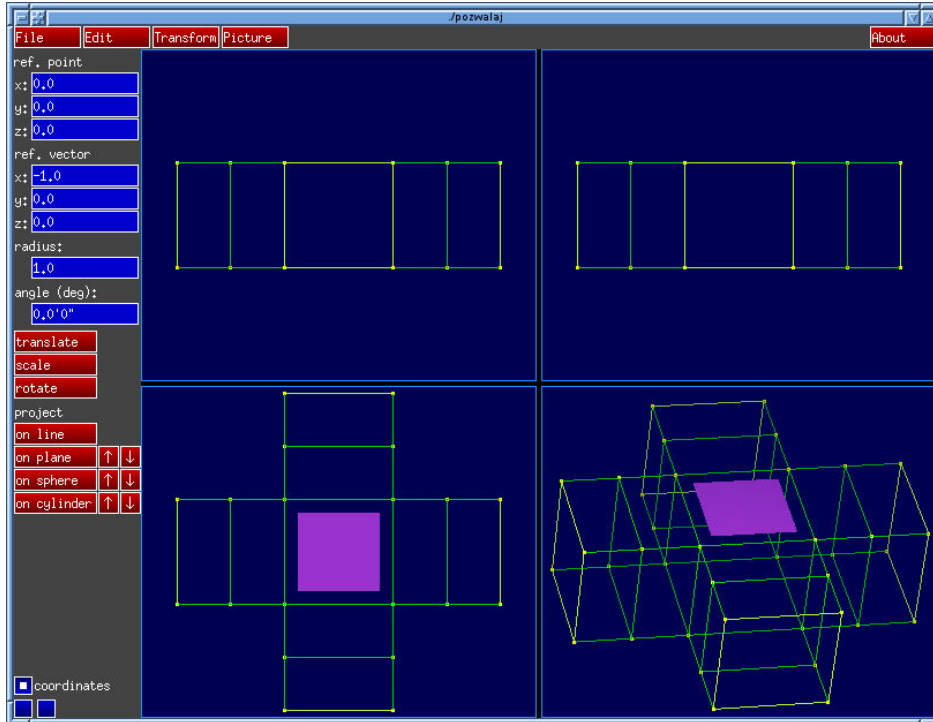 ./pozwalaj
File Edit Transform Picture About
ref. point
x: 0.0
y: 0.0
z: 0.0
ref. vector
x: -1.0
y: 0.0
z: 0.0
radius:
1.0
angle (deg):
0.0'0"
translate
scale
rotate
project
on line
on plane ↑ ↓
on sphere ↑ ↓
on cylinder ↑ ↓
coordinates